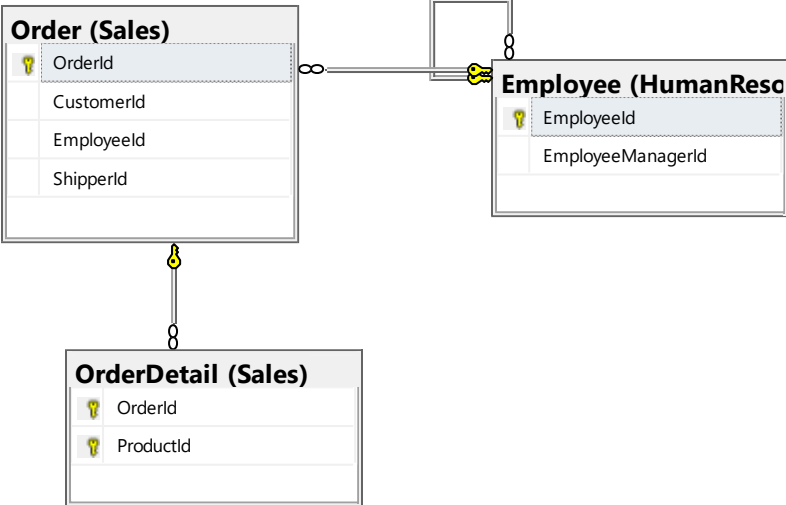 Order (Sales)
OrderId
CustomerId
EmployeeId
ShipperId
Employee (HumanReso
EmployeeId
EmployeeManagerId
OrderDetail (Sales)
OrderId
ProductId